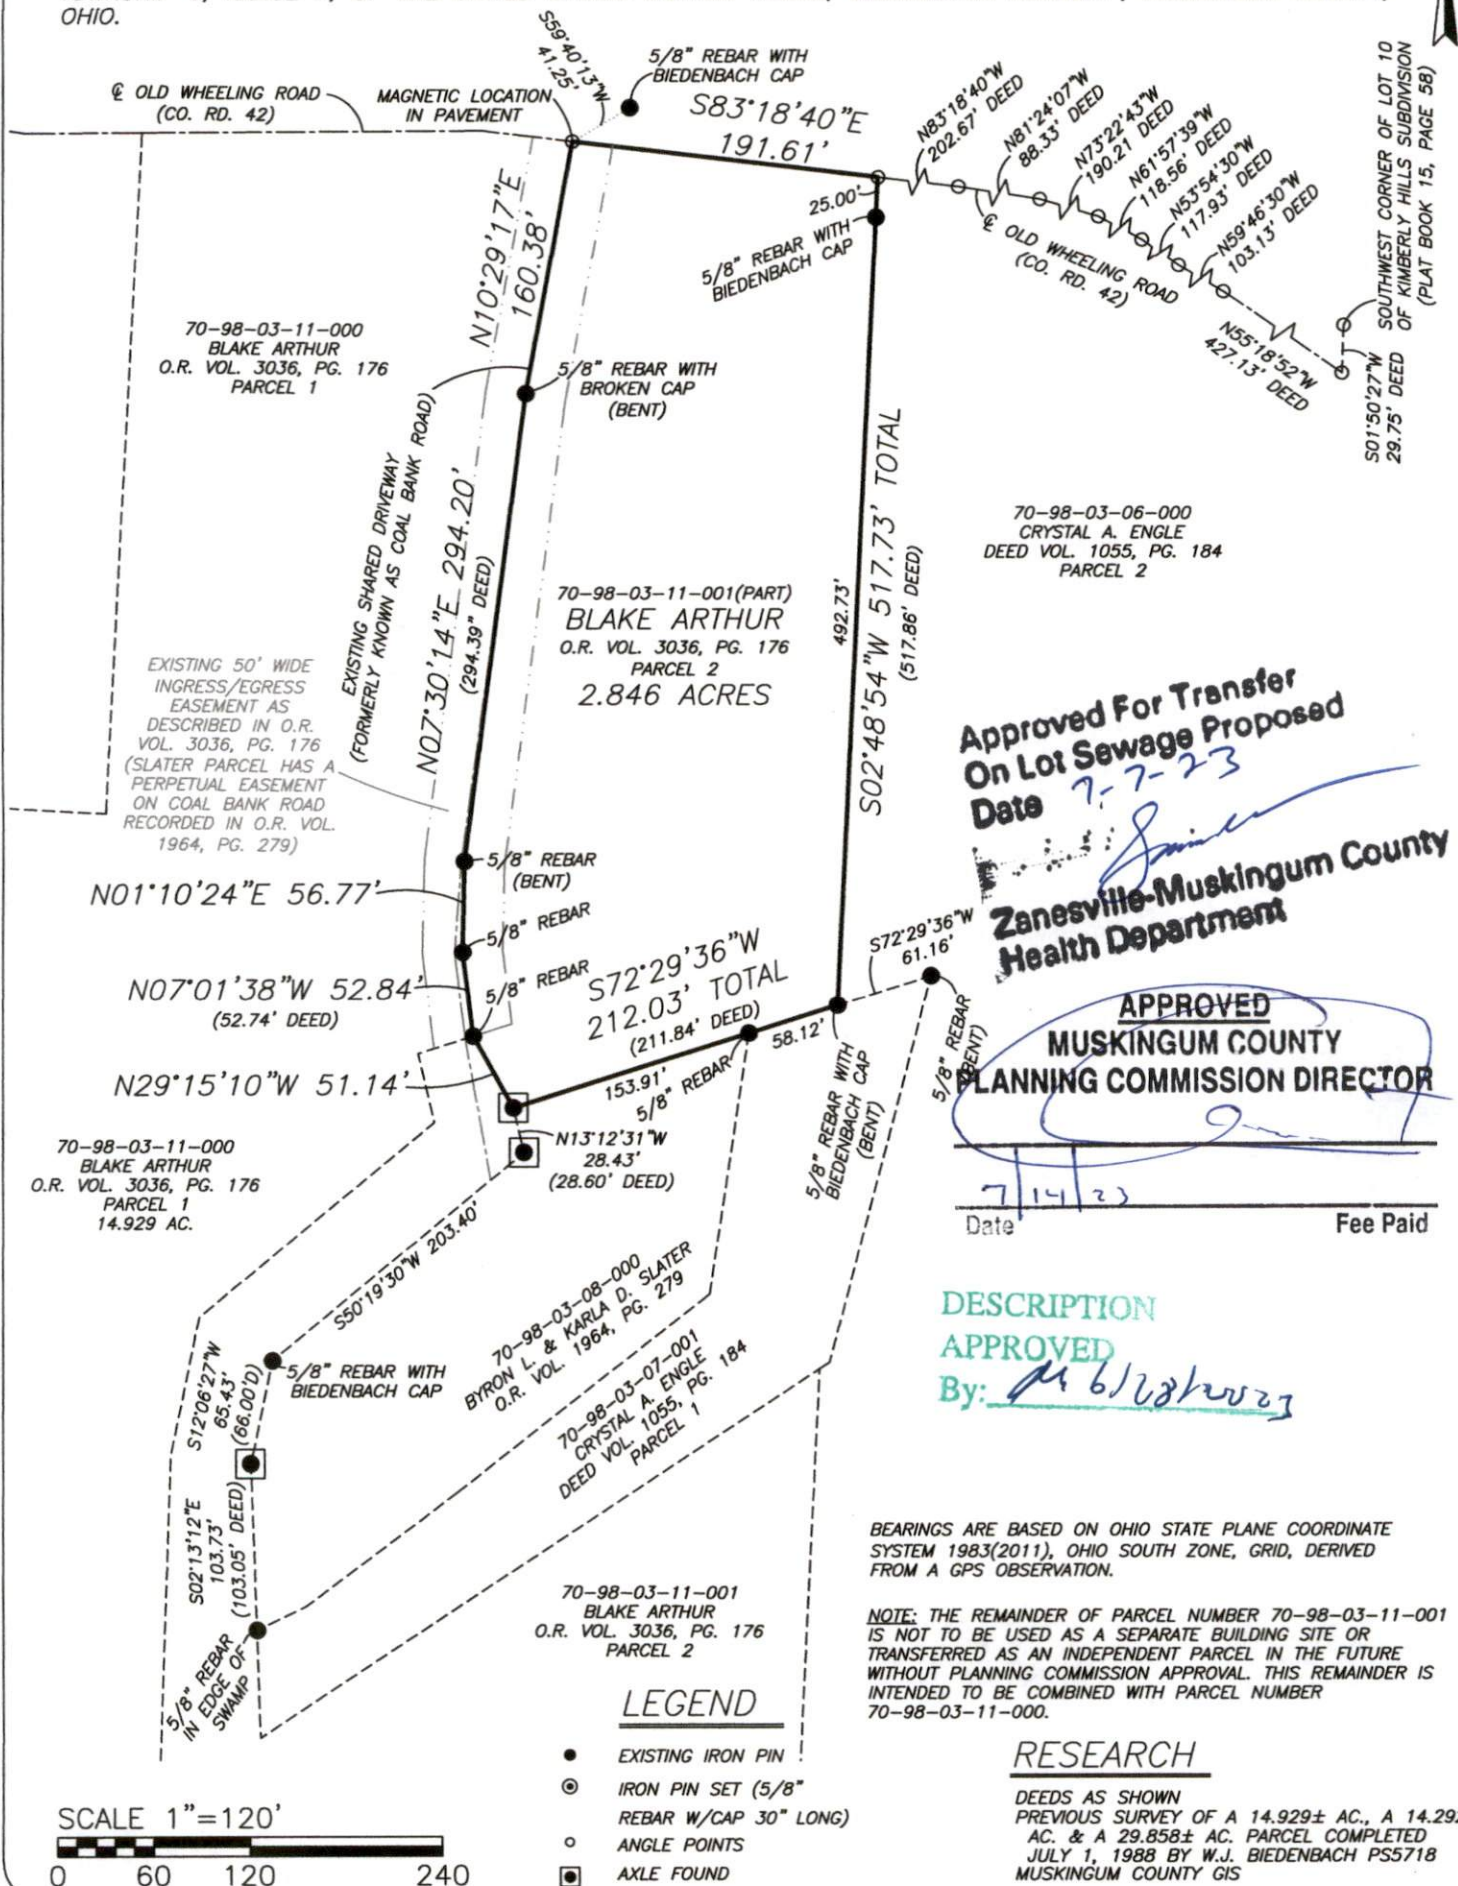 OHIO.
℄ OLD WHEELING ROAD
(CO. RD. 42)
MAGNETIC LOCATION
IN PAVEMENT
S59°40'13"W
41.25'
5/8" REBAR WITH
BIEDENBACH CAP
S83°18'40"E
191.61'
N83°18'40"W
202.67' DEED
N81°24'07"W
88.33' DEED
N73°22'43"W
190.21 DEED
N61°57'39"W
118.56' DEED
N53°54'30"W
117.93' DEED
N59°46'30"W
103.13' DEED
℄ OLD WHEELING ROAD
(CO. RD. 42)
N55°18'52"W
427.13' DEED
S01°50'27"W
29.75' DEED
SOUTHWEST CORNER OF LOT 10
OF KIMBERLY HILLS SUBDIVISION
(PLAT BOOK 15, PAGE 58)
25.00'
5/8" REBAR WITH
BIEDENBACH CAP
N10°29'17"E
160.38'
70-98-03-11-000
BLAKE ARTHUR
O.R. VOL. 3036, PG. 176
PARCEL 1
5/8" REBAR WITH
BROKEN CAP
(BENT)
EXISTING SHARED DRIVEWAY
(FORMERLY KNOWN AS COAL BANK ROAD)
N07°30'14"E 294.20'
(294.39" DEED)
S02°48'54"W 517.73' TOTAL
(517.86' DEED)
492.73'
70-98-03-06-000
CRYSTAL A. ENGLE
DEED VOL. 1055, PG. 184
PARCEL 2
70-98-03-11-001(PART)
BLAKE ARTHUR
O.R. VOL. 3036, PG. 176
PARCEL 2
2.846 ACRES
EXISTING 50' WIDE
INGRESS/EGRESS
EASEMENT AS
DESCRIBED IN O.R.
VOL. 3036, PG. 176
(SLATER PARCEL HAS A
PERPETUAL EASEMENT
ON COAL BANK ROAD
RECORDED IN O.R. VOL.
1964, PG. 279)
Approved For Transfer
On Lot Sewage Proposed
Date 7-7-23
Zanesville-Muskingum County
Health Department
5/8" REBAR
(BENT)
N01°10'24"E 56.77'
5/8" REBAR
N07°01'38"W 52.84'
(52.74' DEED)
5/8" REBAR
S72°29'36"W
212.03' TOTAL
(211.84' DEED)
S72°29'36"W
61.16'
58.12'
153.91'
5/8" REBAR
5/8" REBAR WITH
BIEDENBACH CAP
(BENT)
5/8" REBAR
(BENT)
N29°15'10"W 51.14'
N13°12'31"W
28.43'
(28.60' DEED)
APPROVED
MUSKINGUM COUNTY
PLANNING COMMISSION DIRECTOR
7/14/23
Date
Fee Paid
70-98-03-11-000
BLAKE ARTHUR
O.R. VOL. 3036, PG. 176
PARCEL 1
14.929 AC.
S50°19'30"W 203.40'
5/8" REBAR WITH
BIEDENBACH CAP
S12°06'27"W
65.43'
(66.00'D)
70-98-03-08-000
BYRON L. & KARLA D. SLATER
O.R. VOL. 1964, PG. 279
70-98-03-07-001
CRYSTAL A. ENGLE
DEED VOL. 1055, PG. 184
PARCEL 1
DESCRIPTION
APPROVED
By: 6/28/2023
S02°13'12"E
103.73'
(103.05' DEED)
5/8" REBAR
IN EDGE OF
SWAMP
70-98-03-11-001
BLAKE ARTHUR
O.R. VOL. 3036, PG. 176
PARCEL 2
BEARINGS ARE BASED ON OHIO STATE PLANE COORDINATE
SYSTEM 1983(2011), OHIO SOUTH ZONE, GRID, DERIVED
FROM A GPS OBSERVATION.
NOTE: THE REMAINDER OF PARCEL NUMBER 70-98-03-11-001
IS NOT TO BE USED AS A SEPARATE BUILDING SITE OR
TRANSFERRED AS AN INDEPENDENT PARCEL IN THE FUTURE
WITHOUT PLANNING COMMISSION APPROVAL. THIS REMAINDER IS
INTENDED TO BE COMBINED WITH PARCEL NUMBER
70-98-03-11-000.
LEGEND
EXISTING IRON PIN
IRON PIN SET (5/8"
REBAR W/CAP 30" LONG)
ANGLE POINTS
AXLE FOUND
RESEARCH
DEEDS AS SHOWN
PREVIOUS SURVEY OF A 14.929± AC., A 14.29
AC. & A 29.858± AC. PARCEL COMPLETED
JULY 1, 1988 BY W.J. BIEDENBACH PS5718
MUSKINGUM COUNTY GIS
SCALE 1"=120'
0 60 120 240